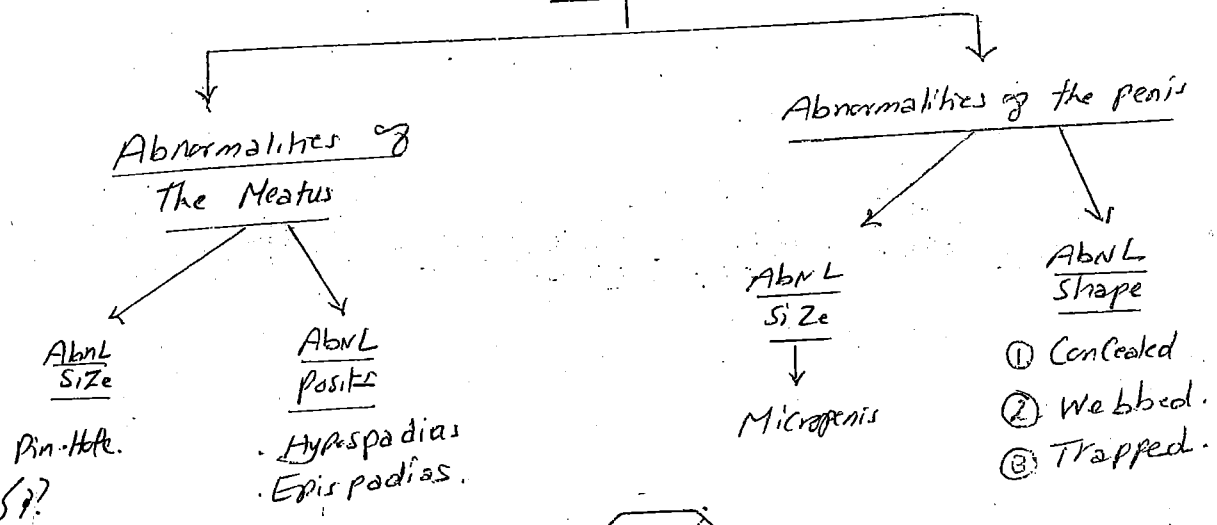 Abnormalities of
The Meatus
AbnL
Size
Pin-Hole.
AbNL
Position
. Hypospadias
. Epispadias.
Abnormalities of the penis
AbNL
Size
Micropenis
AbNL
Shape
① Concealed
② Webbed.
③ Trapped.